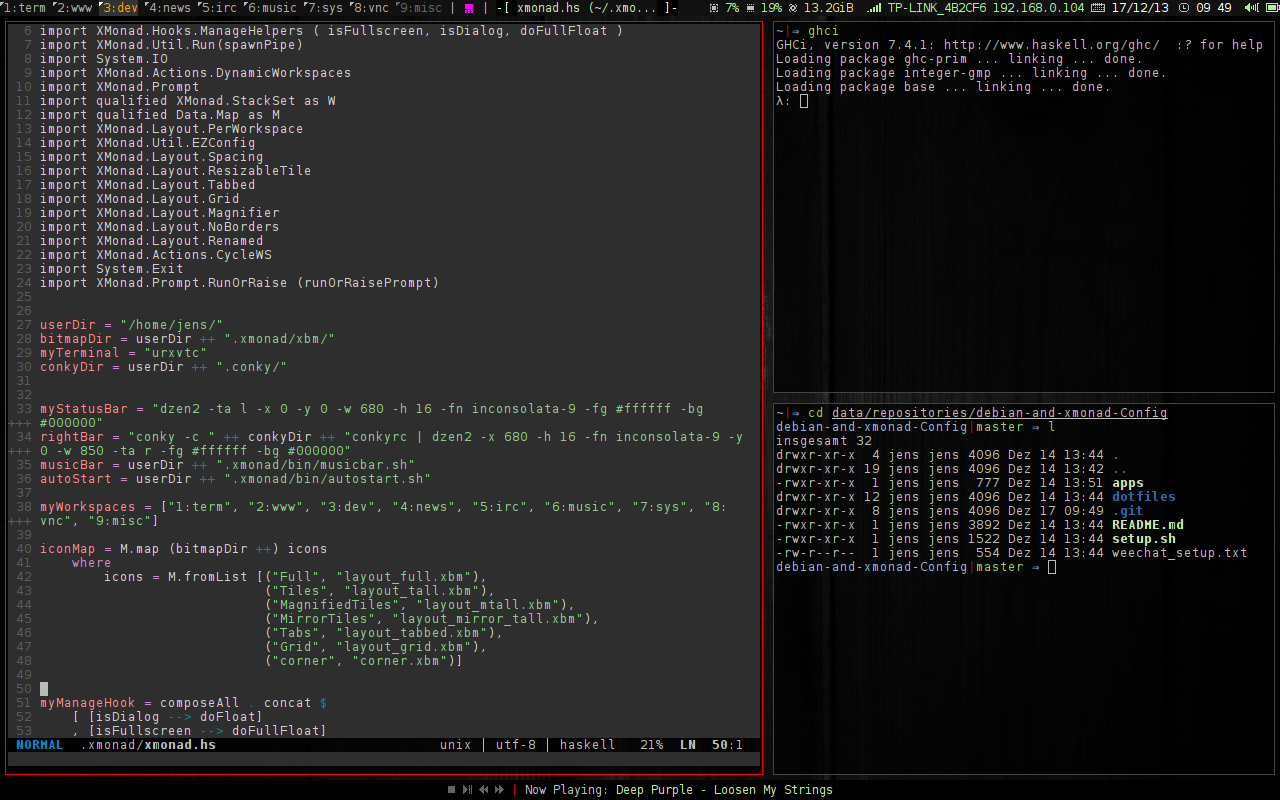 1:term 2:www 3:dev 4:news 5:irc 6:music 7:sys 8:vnc 9:misc | | -[ xmonad.hs (~/.xmo... ]- 7% 19% 13.2GiB TP-LINK_4B2CF6 192.168.0.104 17/12/13 09 49
6 import XMonad.Hooks.ManageHelpers ( isFullscreen, isDialog, doFullFloat )
7 import XMonad.Util.Run(spawnPipe)
8 import System.IO
9 import XMonad.Actions.DynamicWorkspaces
10 import XMonad.Prompt
11 import qualified XMonad.StackSet as W
12 import qualified Data.Map as M
13 import XMonad.Layout.PerWorkspace
14 import XMonad.Util.EZConfig
15 import XMonad.Layout.Spacing
16 import XMonad.Layout.ResizableTile
17 import XMonad.Layout.Tabbed
18 import XMonad.Layout.Grid
19 import XMonad.Layout.Magnifier
20 import XMonad.Layout.NoBorders
21 import XMonad.Layout.Renamed
22 import XMonad.Actions.CycleWS
23 import System.Exit
24 import XMonad.Prompt.RunOrRaise (runOrRaisePrompt)
25
26
27 userDir = "/home/jens/"
28 bitmapDir = userDir ++ ".xmonad/xbm/"
29 myTerminal = "urxvtc"
30 conkyDir = userDir ++ ".conky/"
31
32
33 myStatusBar = "dzen2 -ta l -x 0 -y 0 -w 680 -h 16 -fn inconsolata-9 -fg #ffffff -bg
+++ #000000"
34 rightBar = "conky -c " ++ conkyDir ++ "conkyrc | dzen2 -x 680 -h 16 -fn inconsolata-9 -y
+++ 0 -w 850 -ta r -fg #ffffff -bg #000000"
35 musicBar = userDir ++ ".xmonad/bin/musicbar.sh"
36 autoStart = userDir ++ ".xmonad/bin/autostart.sh"
37
38 myWorkspaces = ["1:term", "2:www", "3:dev", "4:news", "5:irc", "6:music", "7:sys", "8:
+++ vnc", "9:misc"]
39
40 iconMap = M.map (bitmapDir ++) icons
41 where
42 icons = M.fromList [("Full", "layout_full.xbm"),
43 ("Tiles", "layout_tall.xbm"),
44 ("MagnifiedTiles", "layout_mtall.xbm"),
45 ("MirrorTiles", "layout_mirror_tall.xbm"),
46 ("Tabs", "layout_tabbed.xbm"),
47 ("Grid", "layout_grid.xbm"),
48 ("corner", "corner.xbm")]
49
50
51 myManageHook = composeAll . concat $
52 [ [isDialog --> doFloat]
53 , [isFullscreen --> doFullFloat]
NORMAL .xmonad/xmonad.hs unix | utf-8 | haskell 21% LN 50:1
~|⇒ ghci
GHCi, version 7.4.1: http://www.haskell.org/ghc/ :? for help
Loading package ghc-prim ... linking ... done.
Loading package integer-gmp ... linking ... done.
Loading package base ... linking ... done.
λ:
~|⇒ cd data/repositories/debian-and-xmonad-Config
debian-and-xmonad-Config|master ⇒ l
insgesamt 32
drwxr-xr-x 4 jens jens 4096 Dez 14 13:44 .
drwxr-xr-x 19 jens jens 4096 Dez 14 13:42 ..
-rwxr-xr-x 1 jens jens 777 Dez 14 13:51 apps
drwxr-xr-x 12 jens jens 4096 Dez 14 13:44 dotfiles
drwxr-xr-x 8 jens jens 4096 Dez 17 09:49 .git
-rwxr-xr-x 1 jens jens 3892 Dez 14 13:44 README.md
-rwxr-xr-x 1 jens jens 1522 Dez 14 13:44 setup.sh
-rw-r--r-- 1 jens jens 554 Dez 14 13:44 weechat_setup.txt
debian-and-xmonad-Config|master ⇒
| Now Playing: Deep Purple - Loosen My Strings